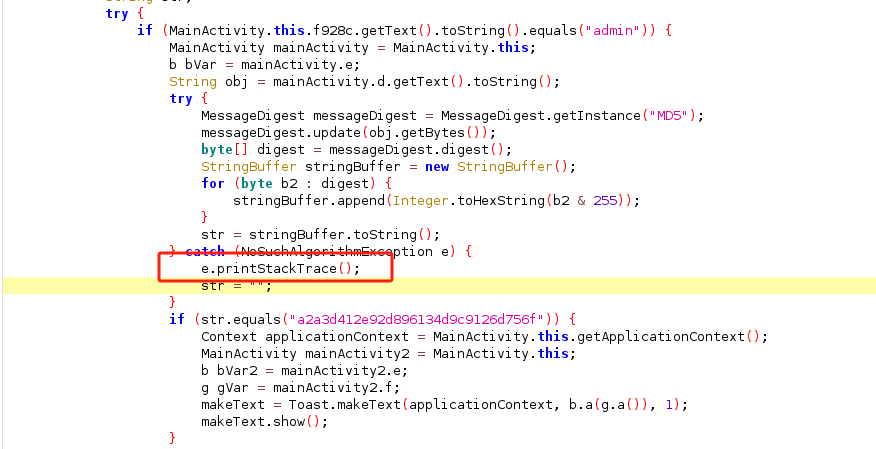 try {
if (MainActivity.this.f928c.getText().toString().equals("admin")) {
MainActivity mainActivity = MainActivity.this;
b bVar = mainActivity.e;
String obj = mainActivity.d.getText().toString();
try {
MessageDigest messageDigest = MessageDigest.getInstance("MD5");
messageDigest.update(obj.getBytes());
byte[] digest = messageDigest.digest();
StringBuffer stringBuffer = new StringBuffer();
for (byte b2 : digest) {
stringBuffer.append(Integer.toHexString(b2 & 255));
}
str = stringBuffer.toString();
} catch (NoSuchAlgorithmException e) {
e.printStackTrace();
str = "";
}
if (str.equals("a2a3d412e92d896134d9c9126d756f")) {
Context applicationContext = MainActivity.this.getApplicationContext();
MainActivity mainActivity2 = MainActivity.this;
b bVar2 = mainActivity2.e;
g gVar = mainActivity2.f;
makeText = Toast.makeText(applicationContext, b.a(g.a()), 1);
makeText.show();
}